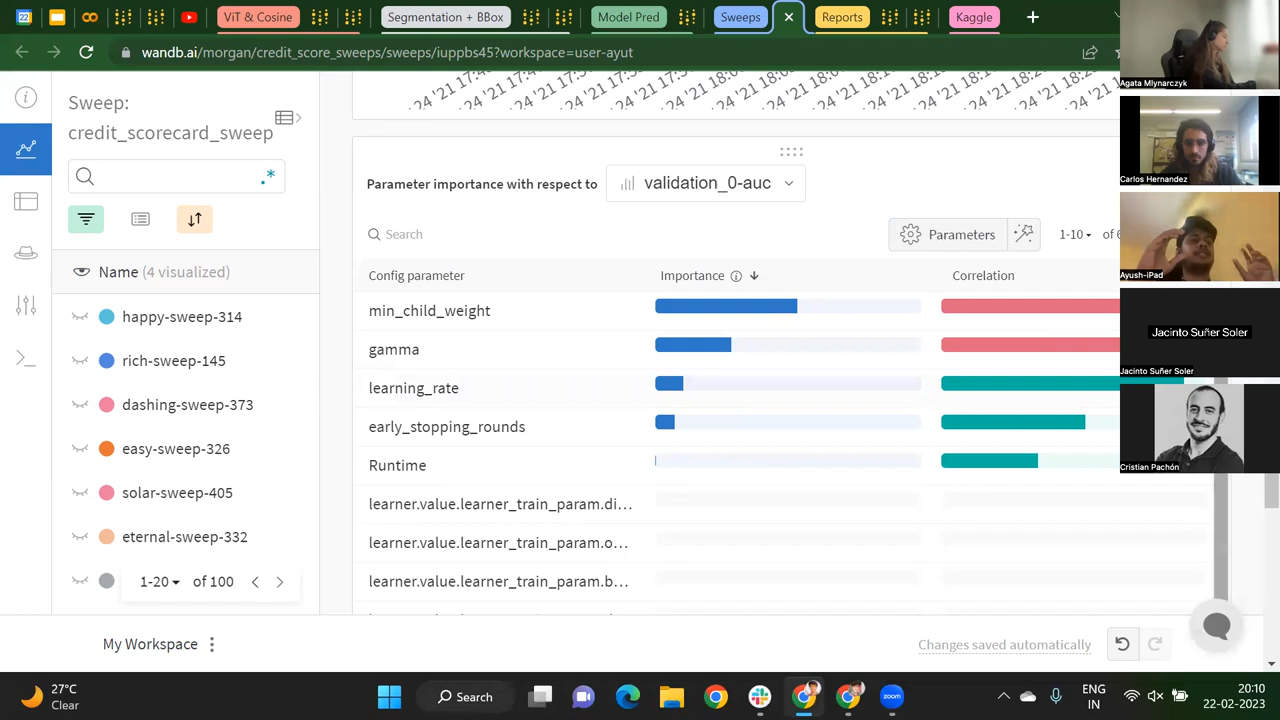 22
ViT & Cosine
Segmentation + BBox
Model Pred
Sweeps
Reports
Kaggle
wandb.ai/morgan/credit_score_sweeps/sweeps/iuppbs45?workspace=user-ayut
Sweep:
credit_scorecard_sweep
.*
Name (4 visualized)
happy-sweep-314
rich-sweep-145
dashing-sweep-373
easy-sweep-326
solar-sweep-405
eternal-sweep-332
1-20 of 100
My Workspace
Parameter importance with respect to validation_0-auc
Search
Parameters
1-10 of
Config parameter
Importance
Correlation
min_child_weight
gamma
learning_rate
early_stopping_rounds
Runtime
learner.value.learner_train_param.di...
learner.value.learner_train_param.o...
learner.value.learner_train_param.b...
Changes saved automatically
Agata Mlynarczyk
Carlos Hernandez
Ayush-iPad
Jacinto Suñer Soler
Jacinto Suñer Soler
Cristian Pachón
27°C
Clear
Search
zoom
ENG
IN
20:10
22-02-2023